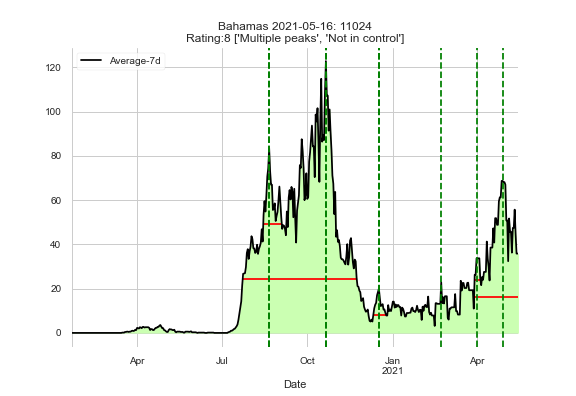 Bahamas 2021-05-16: 11024
Rating:8 ['Multiple peaks', 'Not in control']
Average-7d
120
100
80
60
40
20
0
Apr Jul Oct Jan Apr
2021
Date